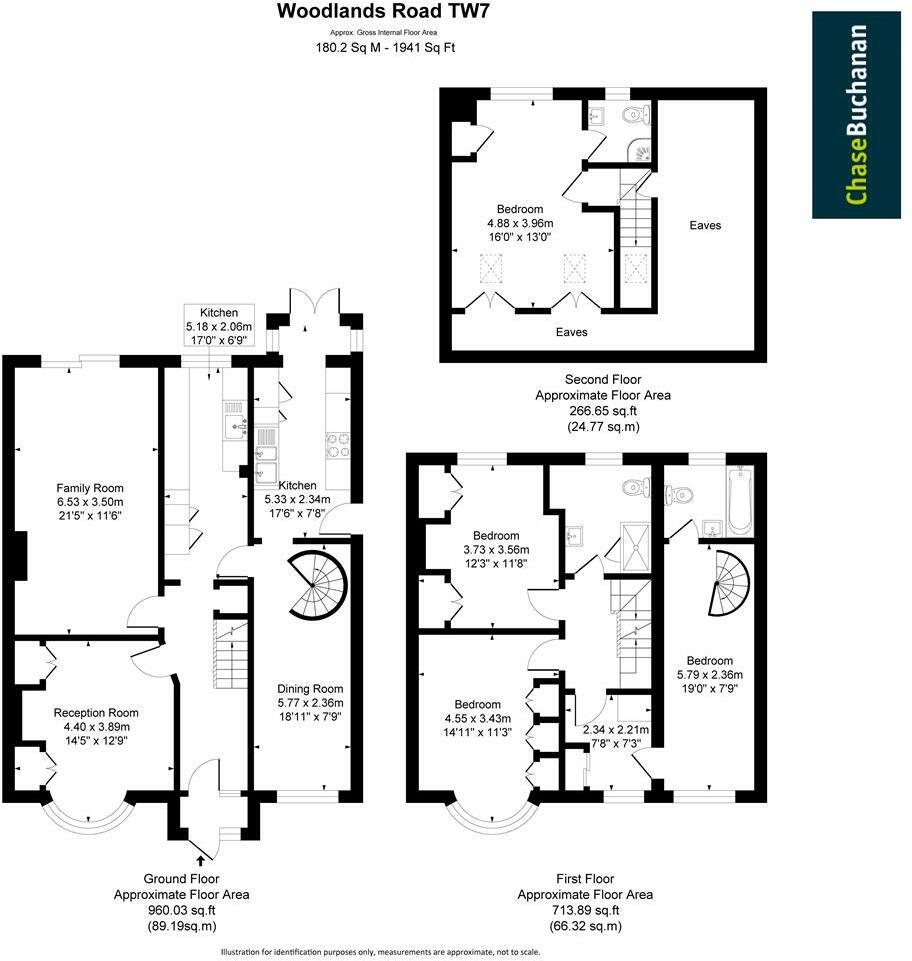 Woodlands Road TW7
Approx. Gross Internal Floor Area
180.2 Sq M - 1941 Sq Ft
ChaseBuchanan
Bedroom
4.88 x 3.96m
16'0" x 13'0"
Eaves
Eaves
Second Floor
Approximate Floor Area
266.65 sq.ft
(24.77 sq.m)
Kitchen
5.18 x 2.06m
17'0" x 6'9"
Family Room
6.53 x 3.50m
21'5" x 11'6"
Kitchen
5.33 x 2.34m
17'6" x 7'8"
Dining Room
5.77 x 2.36m
18'11" x 7'9"
Reception Room
4.40 x 3.89m
14'5" x 12'9"
Ground Floor
Approximate Floor Area
960.03 sq.ft
(89.19sq.m)
Bedroom
3.73 x 3.56m
12'3" x 11'8"
Bedroom
4.55 x 3.43m
14'11" x 11'3"
Bedroom
5.79 x 2.36m
19'0" x 7'9"
2.34 x 2.21m
7'8" x 7'3"
First Floor
Approximate Floor Area
713.89 sq.ft
(66.32 sq.m)
Illustration for identification purposes only, measurements are approximate, not to scale.